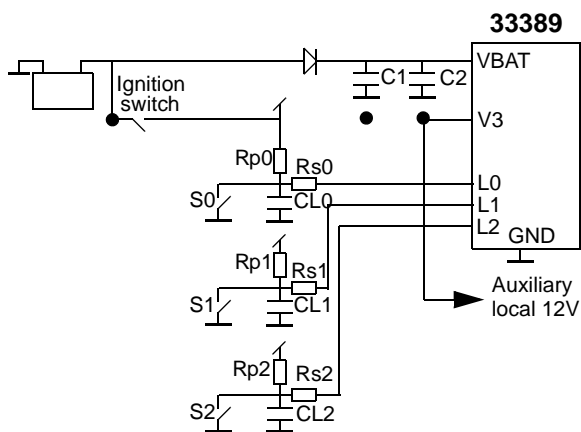 33389
VBAT
C1
C2
Ignition
switch
V3
Rp0
Rs0
S0
CL0
L0
L1
L2
GND
Rp1
Rs1
S1
CL1
Auxiliary
local 12V
Rp2
Rs2
S2
CL2